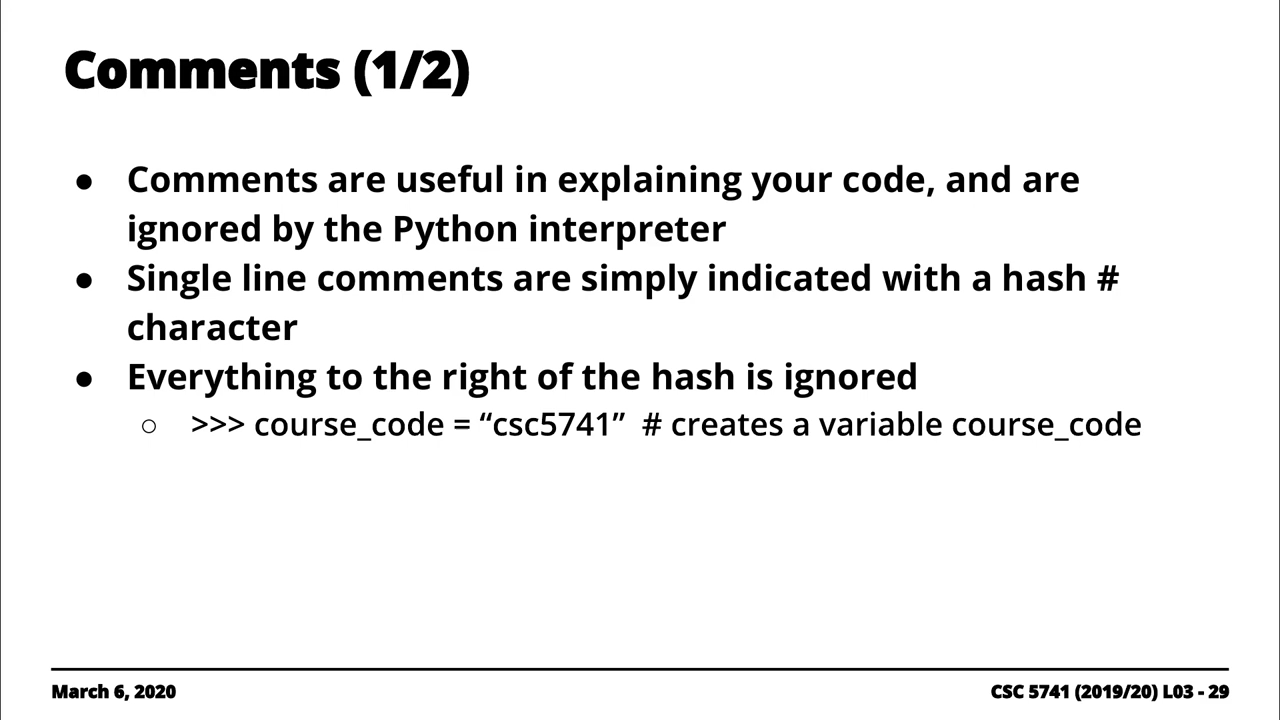 Comments (1/2)
● Comments are useful in explaining your code, and are
ignored by the Python interpreter
● Single line comments are simply indicated with a hash #
character
● Everything to the right of the hash is ignored
○ >>> course_code = “csc5741”  # creates a variable course_code
March 6, 2020
CSC 5741 (2019/20) L03 - 29